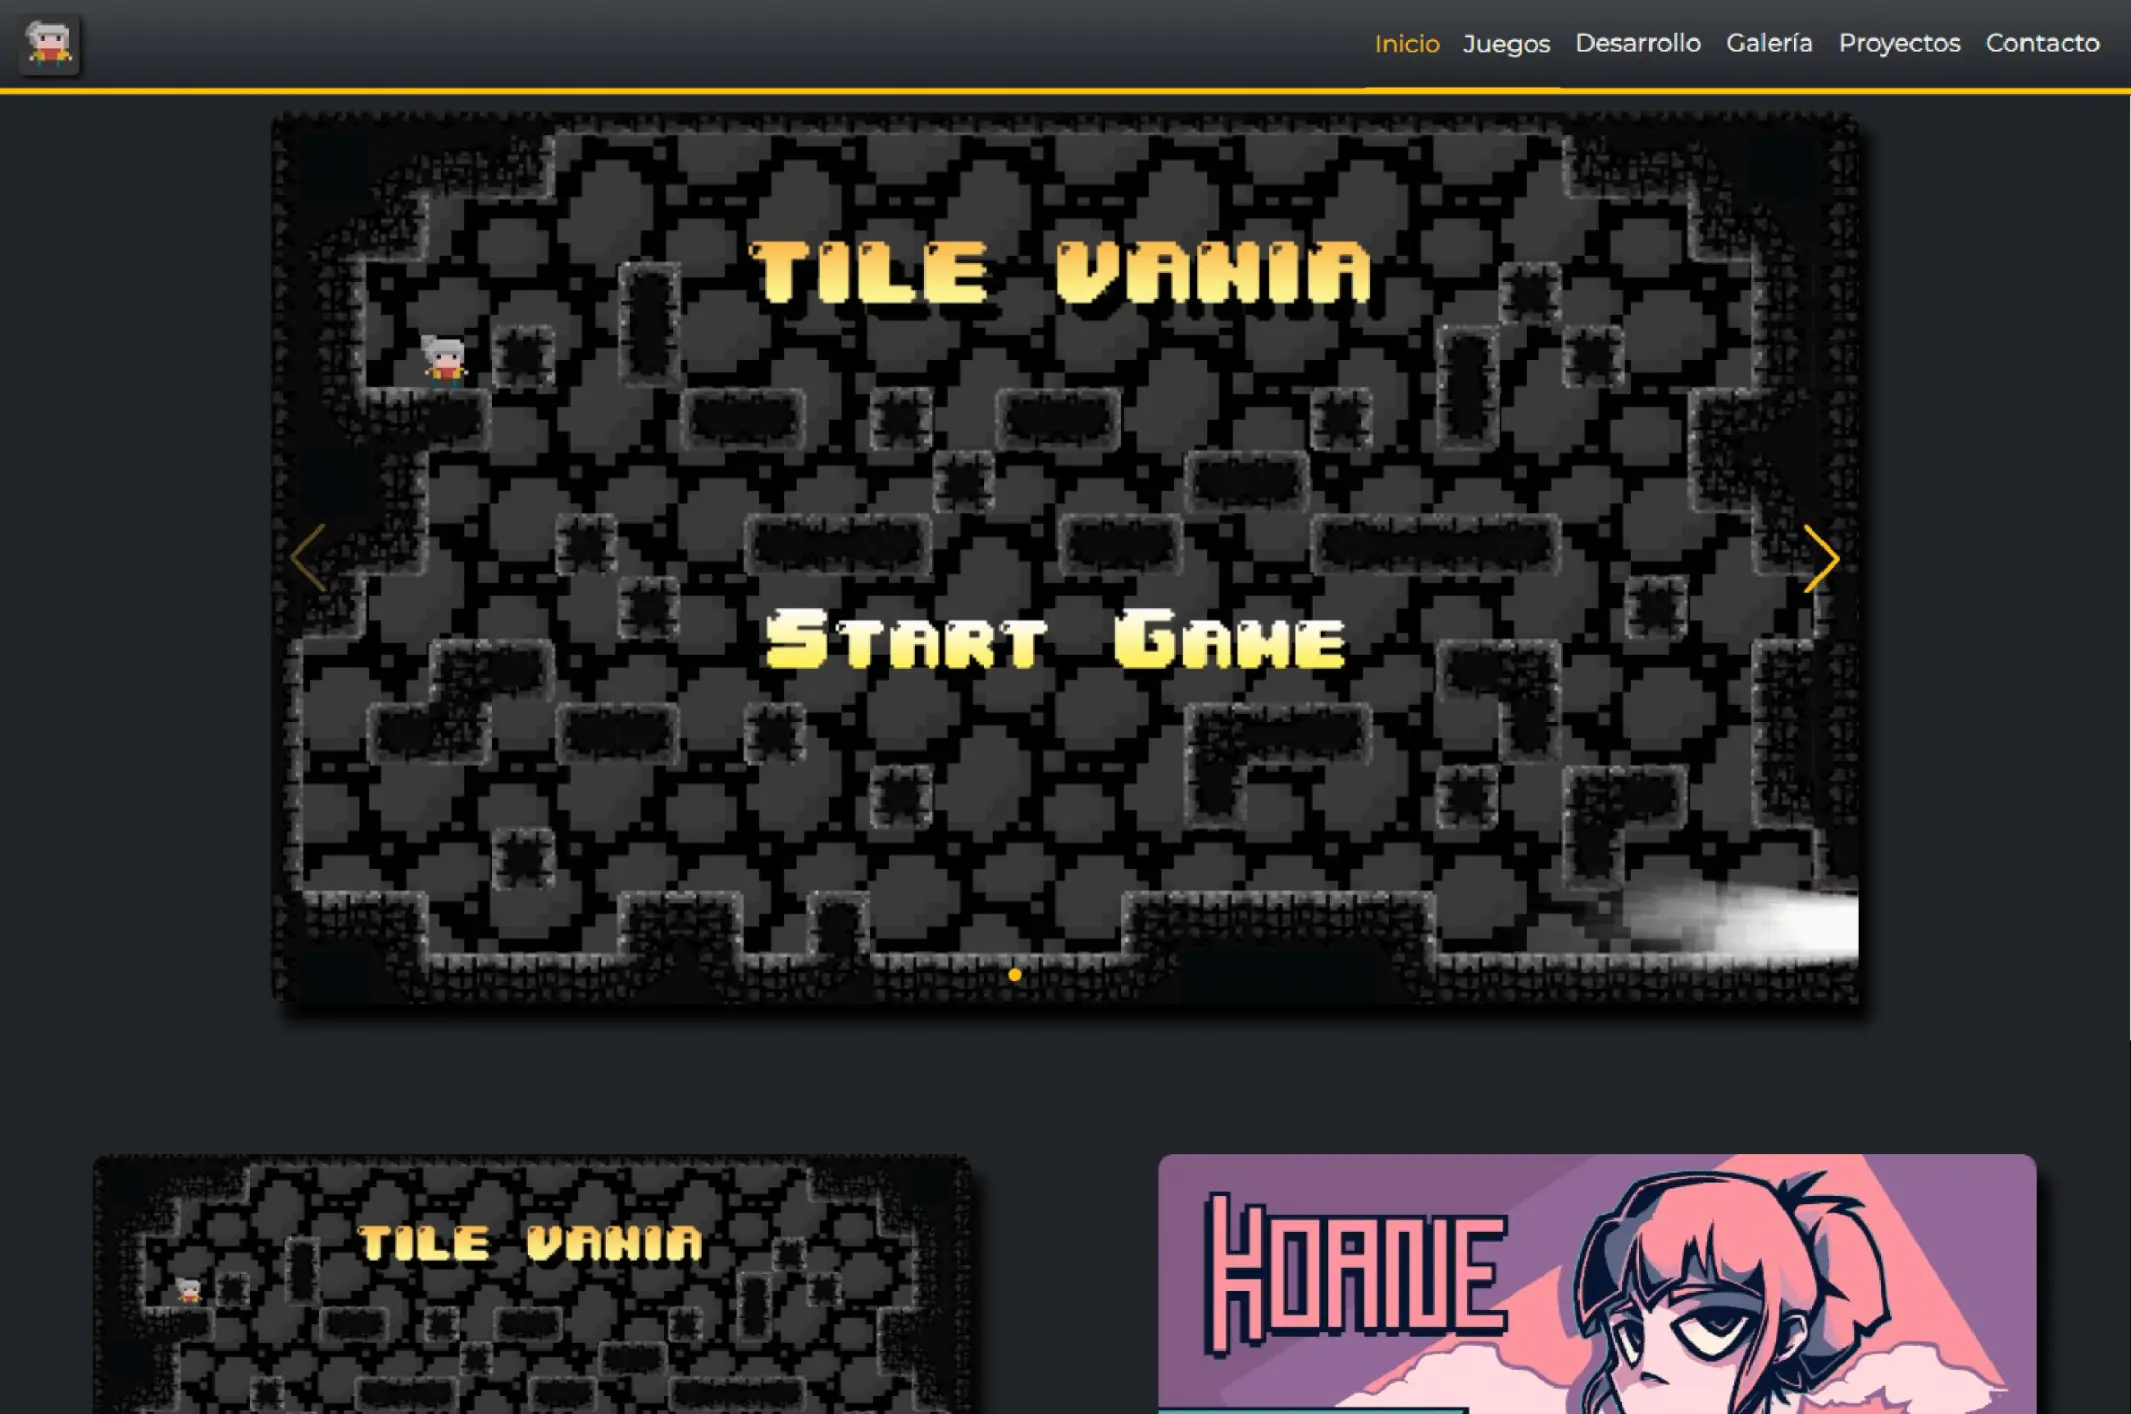 Inicio Juegos Desarrollo Galería Proyectos Contacto
TILE VANIA
START GAME
TILE VANIA
KOANE